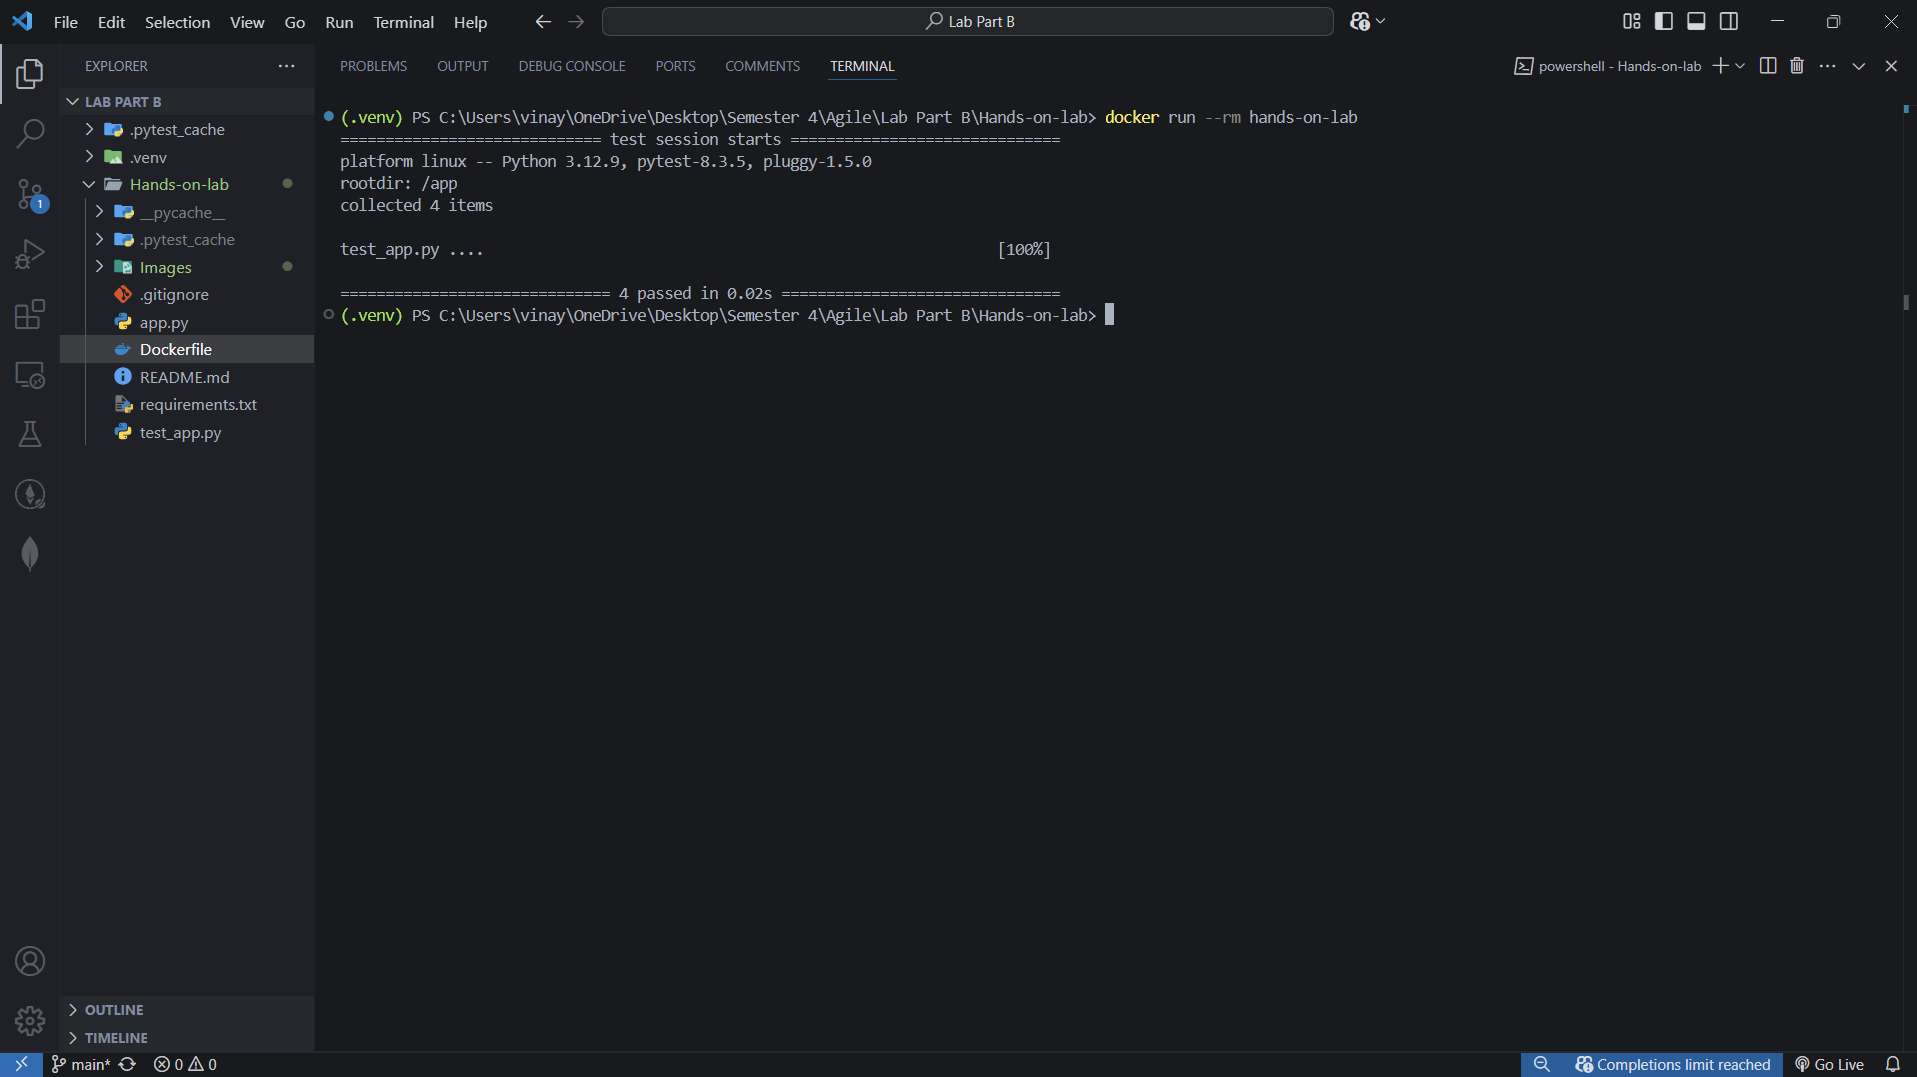 File Edit Selection View Go Run Terminal Help
Lab Part B
EXPLORER
LAB PART B
.pytest_cache
.venv
Hands-on-lab
__pycache__
.pytest_cache
Images
.gitignore
app.py
Dockerfile
README.md
requirements.txt
test_app.py
OUTLINE
TIMELINE
1
PROBLEMS OUTPUT DEBUG CONSOLE PORTS COMMENTS TERMINAL
powershell - Hands-on-lab
(.venv) PS C:\Users\vinay\OneDrive\Desktop\Semester 4\Agile\Lab Part B\Hands-on-lab> docker run --rm hands-on-lab
============================= test session starts ==============================
platform linux -- Python 3.12.9, pytest-8.3.5, pluggy-1.5.0
rootdir: /app
collected 4 items
test_app.py .... [100%]
============================== 4 passed in 0.02s ===============================
(.venv) PS C:\Users\vinay\OneDrive\Desktop\Semester 4\Agile\Lab Part B\Hands-on-lab>
main* 0 0
Completions limit reached Go Live